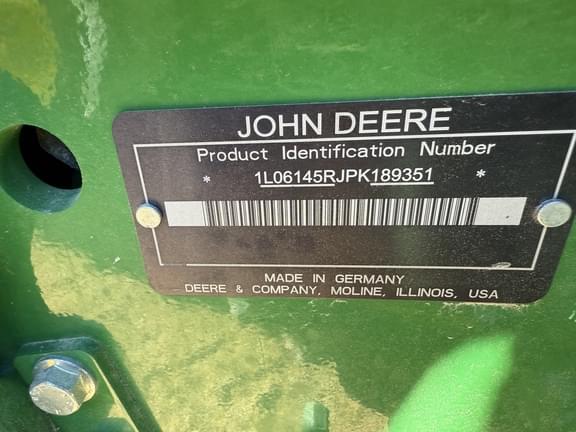 JOHN DEERE
Product Identification Number
* 1L06145RJPK189351 *
MADE IN GERMANY
DEERE & COMPANY, MOLINE, ILLINOIS, USA